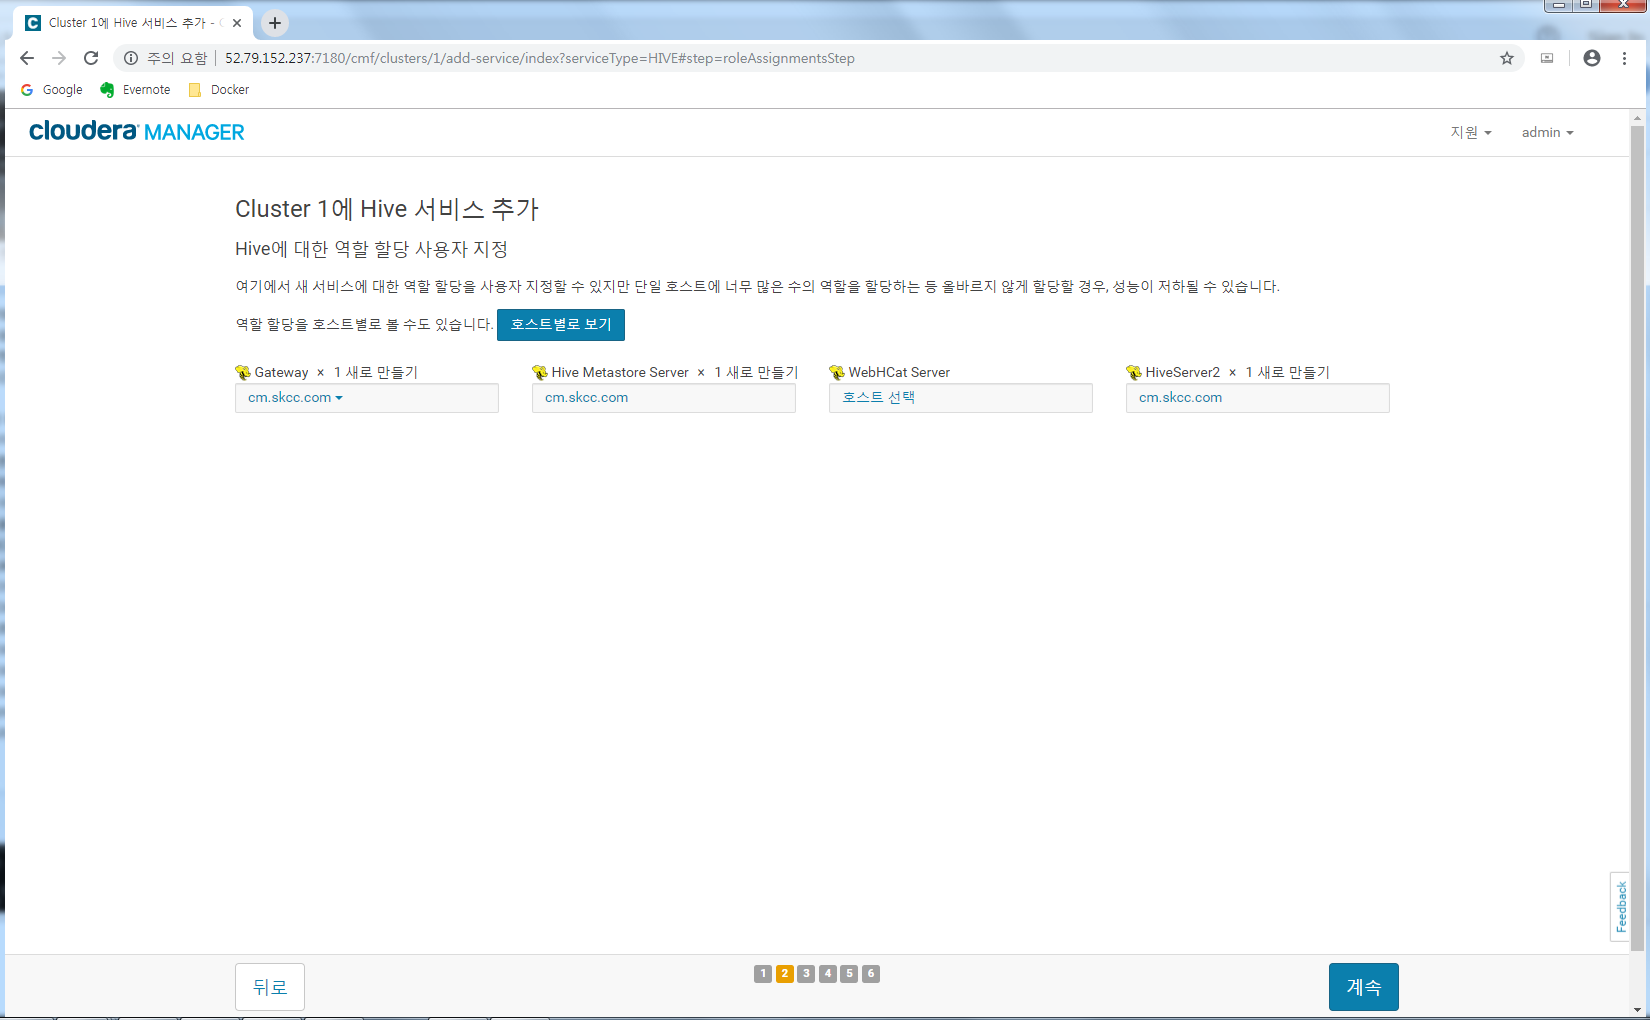 Cluster 1에 Hive 서비스 추가 - C
주의 요함 52.79.152.237:7180/cmf/clusters/1/add-service/index?serviceType=HIVE#step=roleAssignmentsStep
Google Evernote Docker
cloudera MANAGER 지원 admin
Cluster 1에 Hive 서비스 추가
Hive에 대한 역할 할당 사용자 지정
여기에서 새 서비스에 대한 역할 할당을 사용자 지정할 수 있지만 단일 호스트에 너무 많은 수의 역할을 할당하는 등 올바르지 않게 할당할 경우, 성능이 저하될 수 있습니다.
역할 할당을 호스트별로 볼 수도 있습니다. 호스트별로 보기
Gateway × 1 새로 만들기
cm.skcc.com
Hive Metastore Server × 1 새로 만들기
cm.skcc.com
WebHCat Server
호스트 선택
HiveServer2 × 1 새로 만들기
cm.skcc.com
Feedback
뒤로 1 2 3 4 5 6 계속